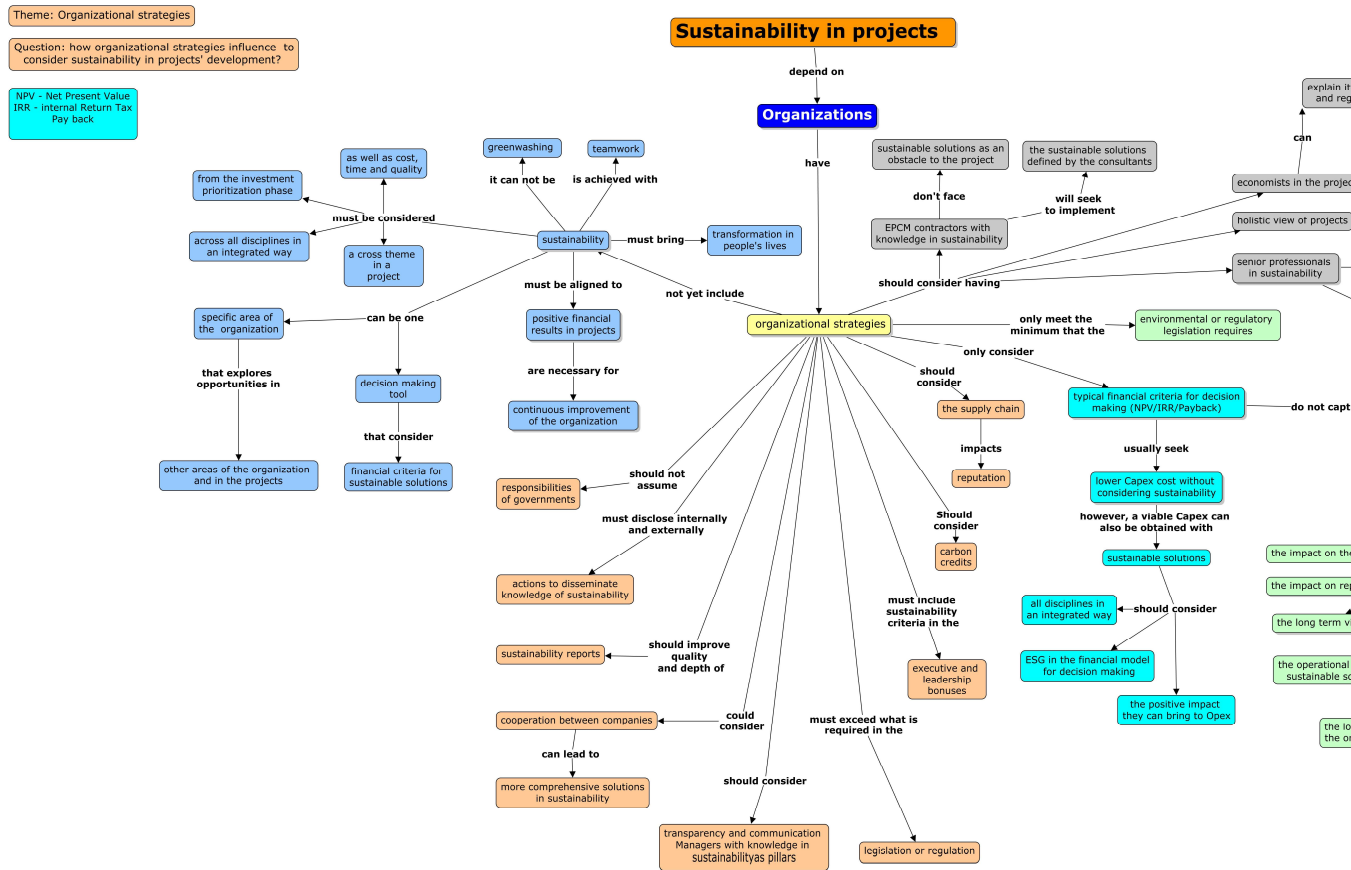 Theme: Organizational strategies
Question: how organizational strategies influence to
consider sustainability in projects' development?
NPV - Net Present Value
IRR - internal Return Tax
Pay back
Sustainability in projects
depend on
Organizations
have
greenwashing
teamwork
it can not be
is achieved with
as well as cost,
time and quality
from the investment
prioritization phase
must be considered
across all disciplines in
an integrated way
a cross theme
in a
project
sustainability
must bring
transformation in
people's lives
must be aligned to
not yet include
specific area of
the organization
can be one
positive financial
results in projects
that explores
opportunities in
decision making
tool
are necessary for
continuous improvement
of the organization
that consider
other areas of the organization
and in the projects
financial criteria for
sustainable solutions
sustainable solutions as an
obstacle to the project
the sustainable solutions
defined by the consultants
don't face
will seek
to implement
EPCM contractors with
knowledge in sustainability
should consider having
explain it
and reg
can
economists in the projec
holistic view of projects
senior professionals
in sustainability
organizational strategies
only meet the
minimum that the
environmental or regulatory
legislation requires
only consider
should
consider
the supply chain
impacts
reputation
typical financial criteria for decision
making (NPV/IRR/Payback)
do not capt
usually seek
lower Capex cost without
considering sustainability
however, a viable Capex can
also be obtained with
sustainable solutions
should consider
all disciplines in
an integrated way
ESG in the financial model
for decision making
the positive impact
they can bring to Opex
the impact on the
the impact on rep
the long term vi
the operational
sustainable so
the lo
the or
should not
assume
responsibilities
of governments
must disclose internally
and externally
actions to disseminate
knowledge of sustainability
should improve
quality
and depth of
sustainability reports
could
consider
cooperation between companies
can lead to
more comprehensive solutions
in sustainability
should consider
transparency and communication
Managers with knowledge in
sustainabilityas pillars
must exceed what is
required in the
legislation or regulation
must include
sustainability
criteria in the
executive and
leadership
bonuses
Should
consider
carbon
credits